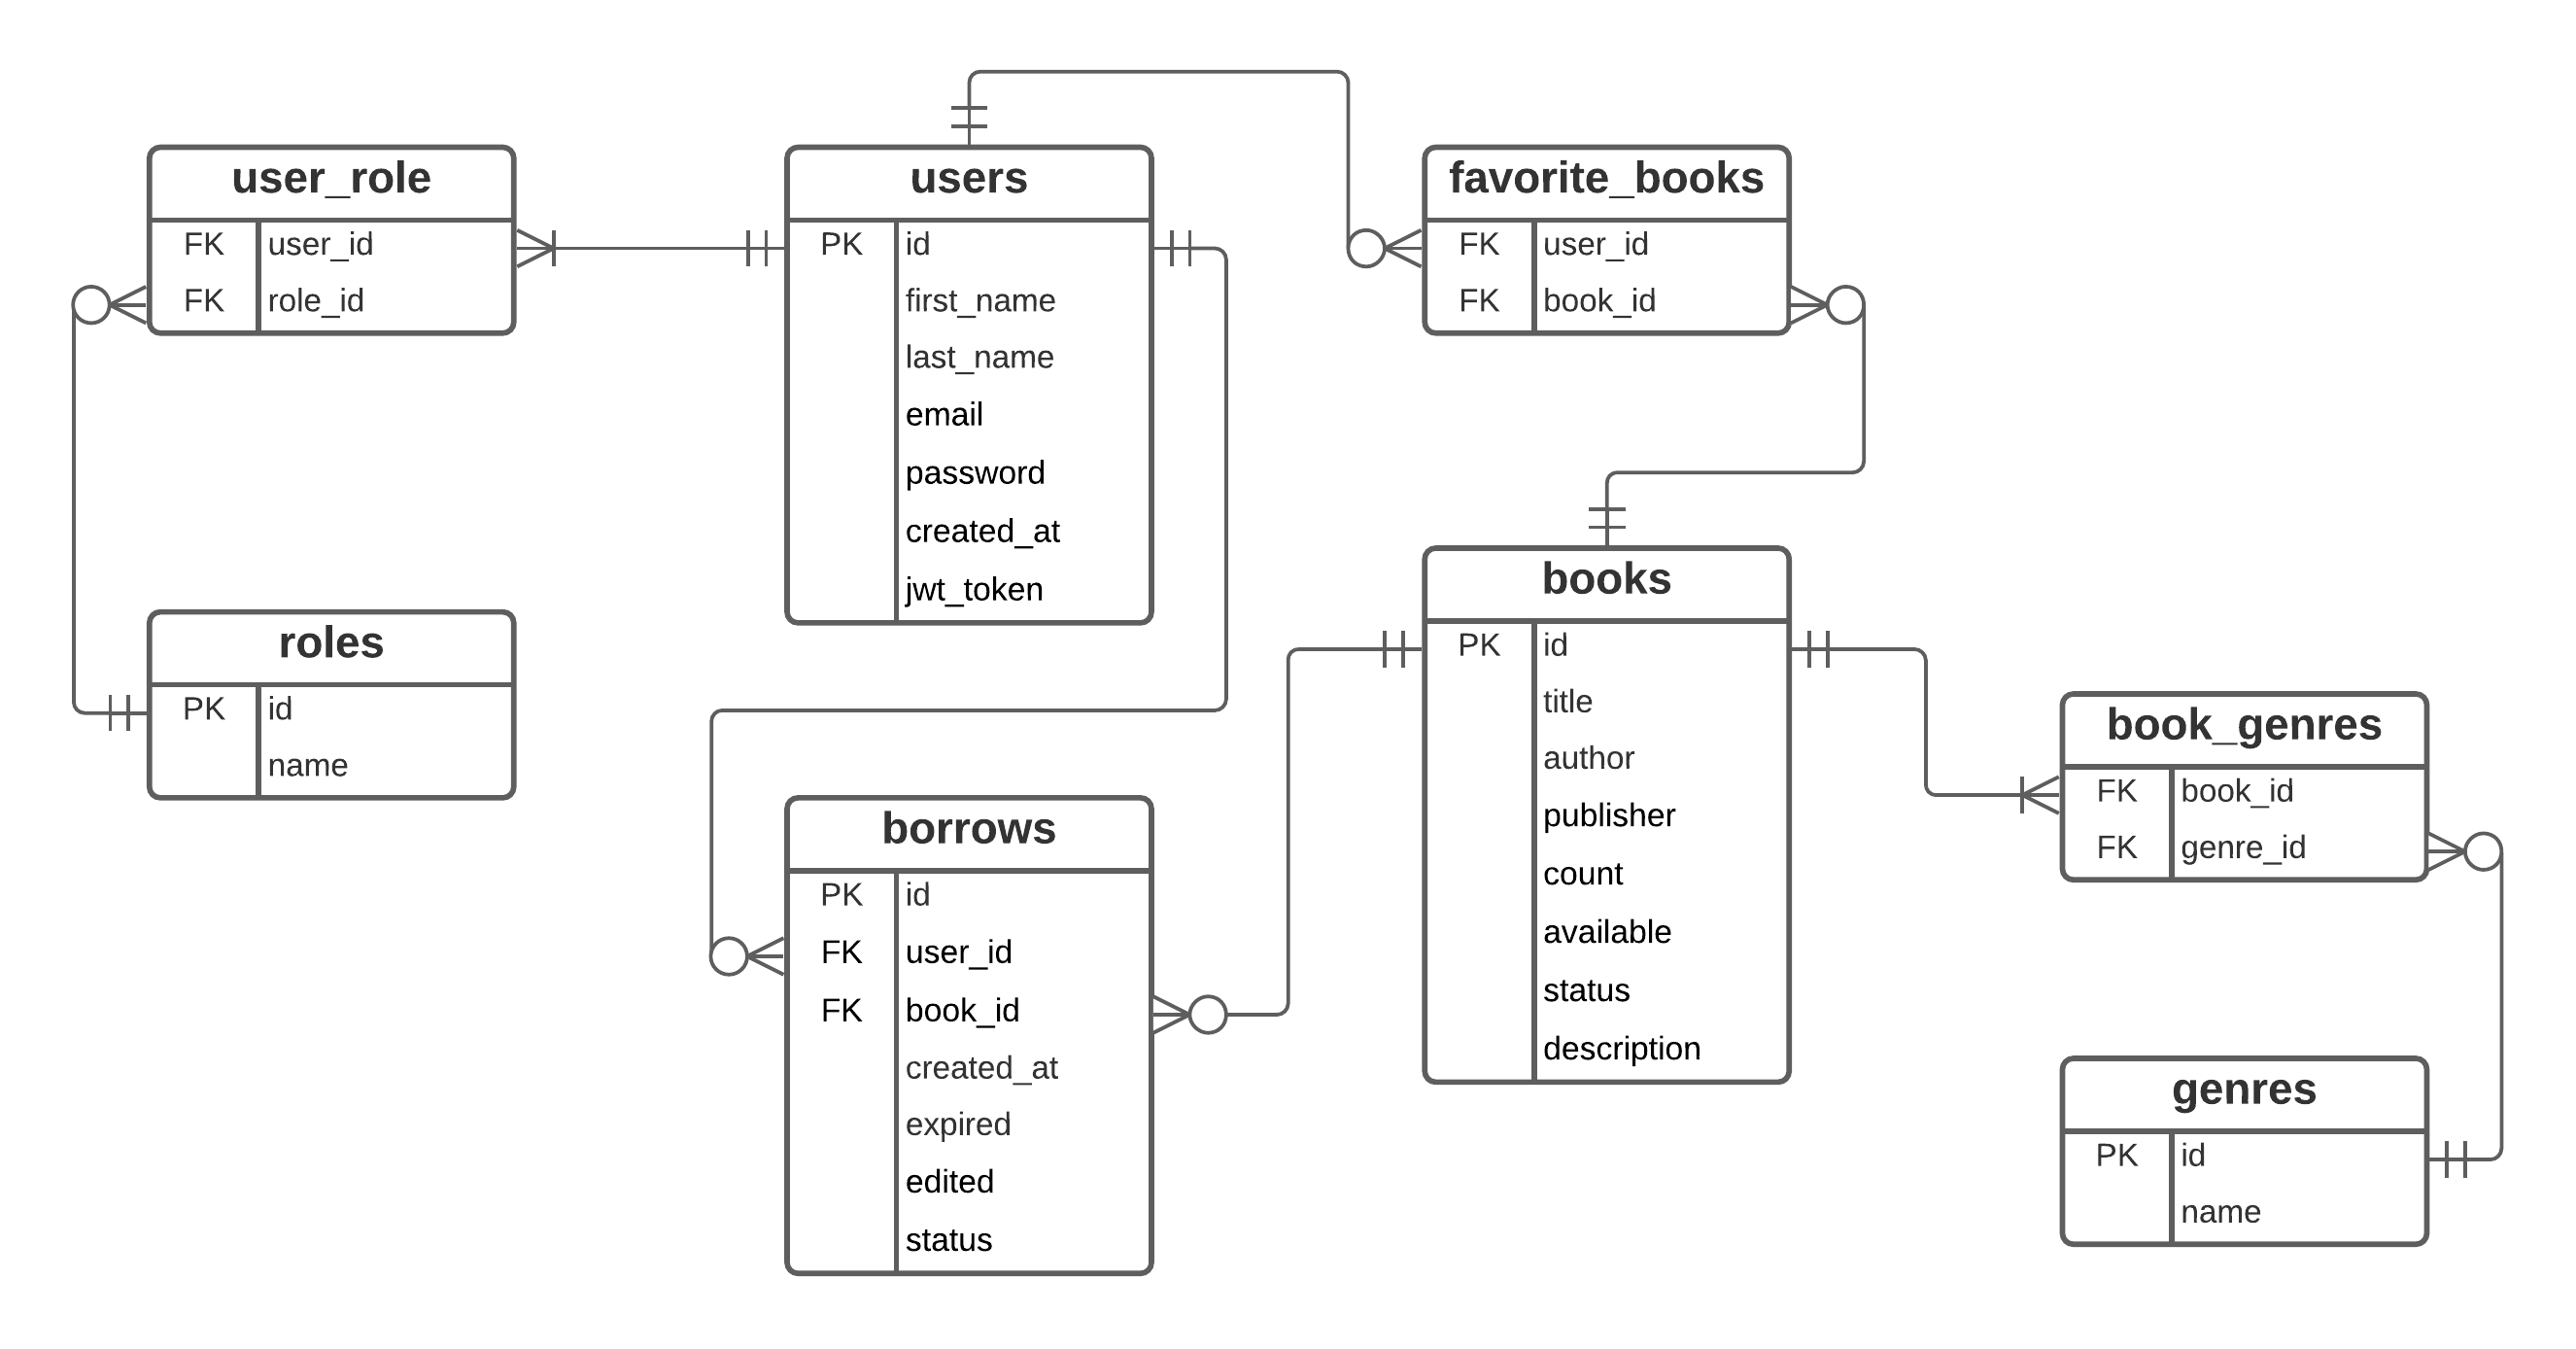 user_role
FK user_id
FK role_id
users
PK id
first_name
last_name
email
password
created_at
jwt_token
favorite_books
FK user_id
FK book_id
roles
PK id
name
borrows
PK id
FK user_id
FK book_id
created_at
expired
edited
status
books
PK id
title
author
publisher
count
available
status
description
book_genres
FK book_id
FK genre_id
genres
PK id
name